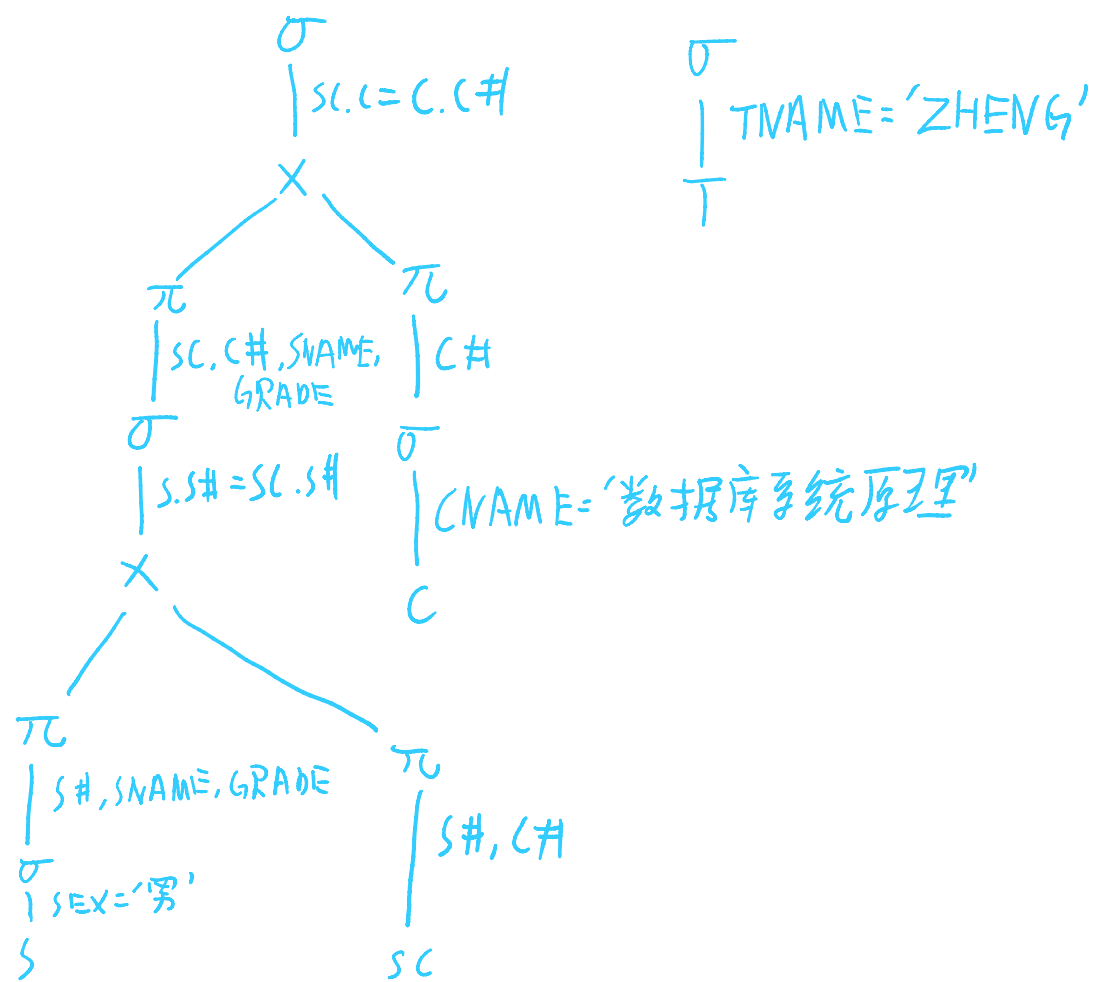 σ
SC.C=C.C#
×
π
SC.C#,SNAME,
GRADE
σ
S.S#=SC.S#
×
π
S#,SNAME,GRADE
σ
SEX='男'
S
π
S#,C#
SC
π
C#
σ
CNAME='数据库系统原理'
C
σ
TNAME='ZHENG'
T